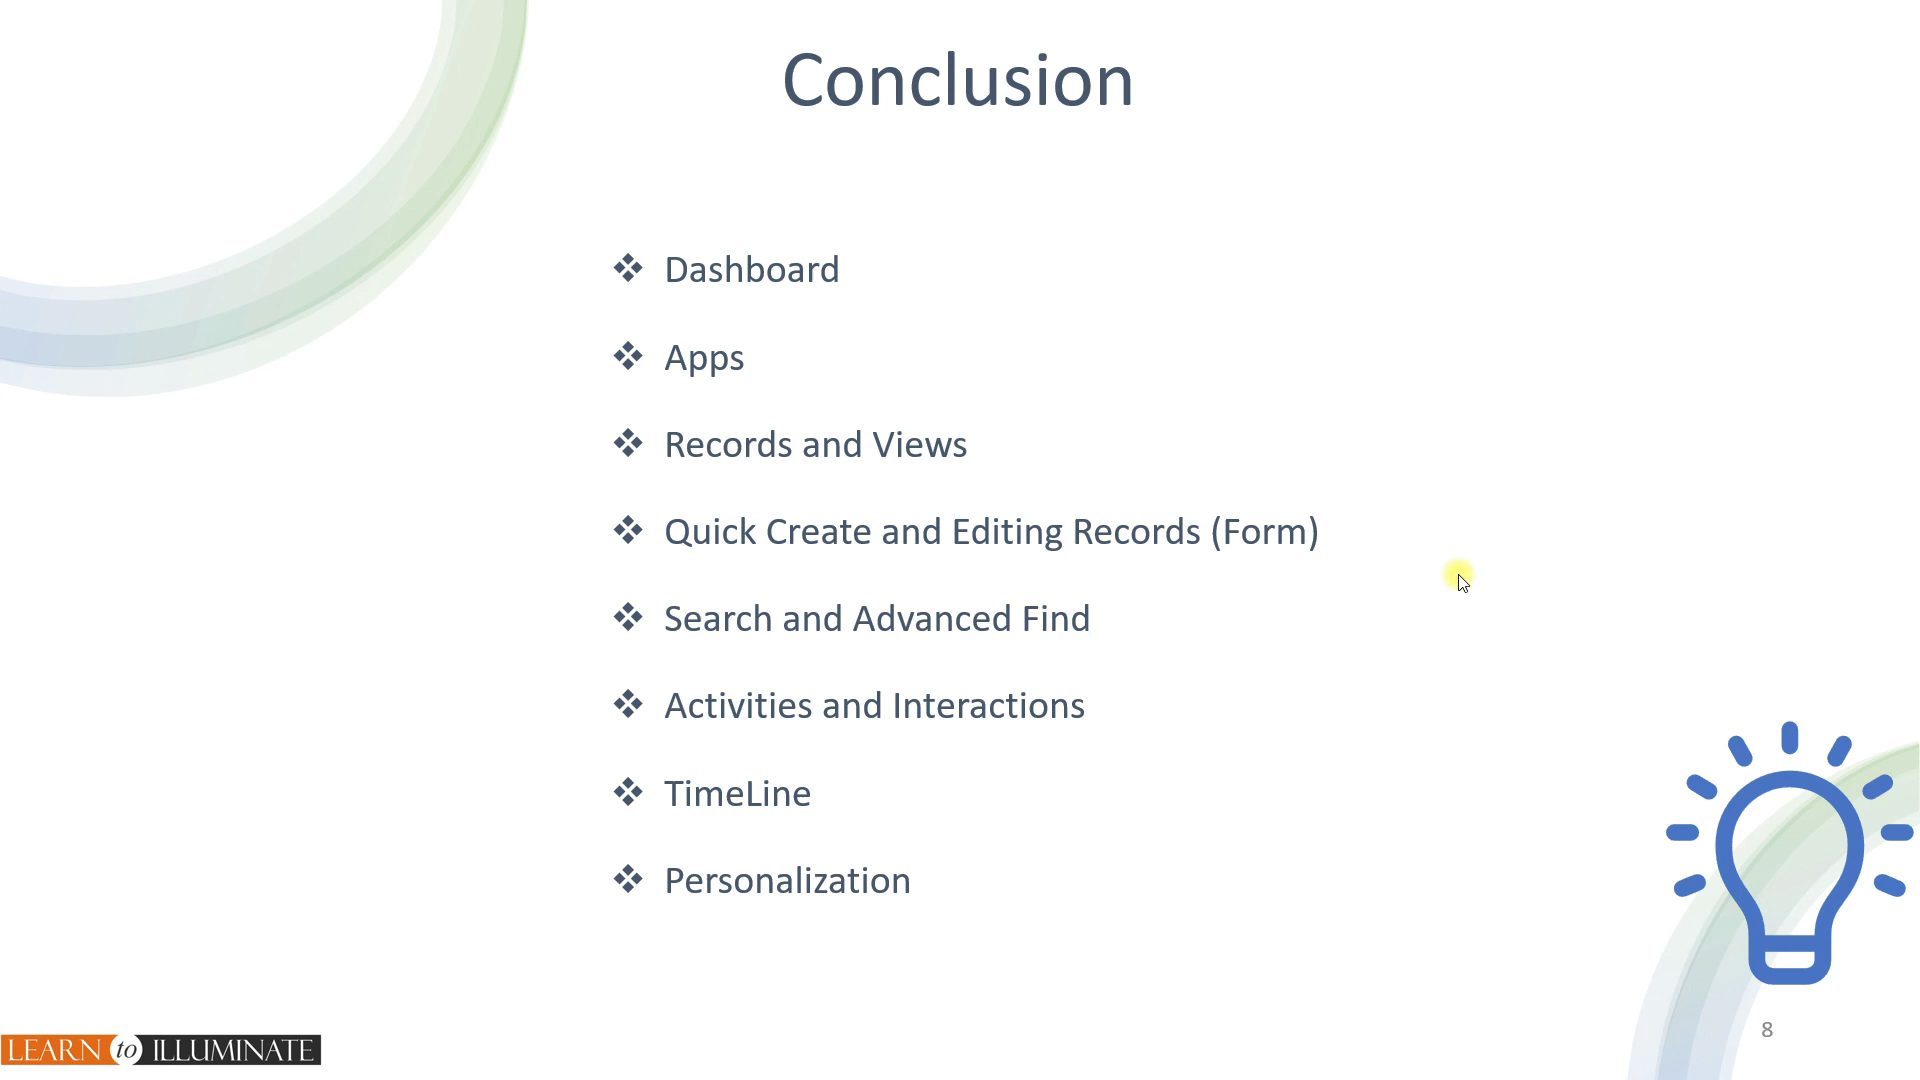 Conclusion
❖ Dashboard
❖ Apps
❖ Records and Views
❖ Quick Create and Editing Records (Form)
❖ Search and Advanced Find
❖ Activities and Interactions
❖ TimeLine
❖ Personalization
LEARN to ILLUMINATE
8